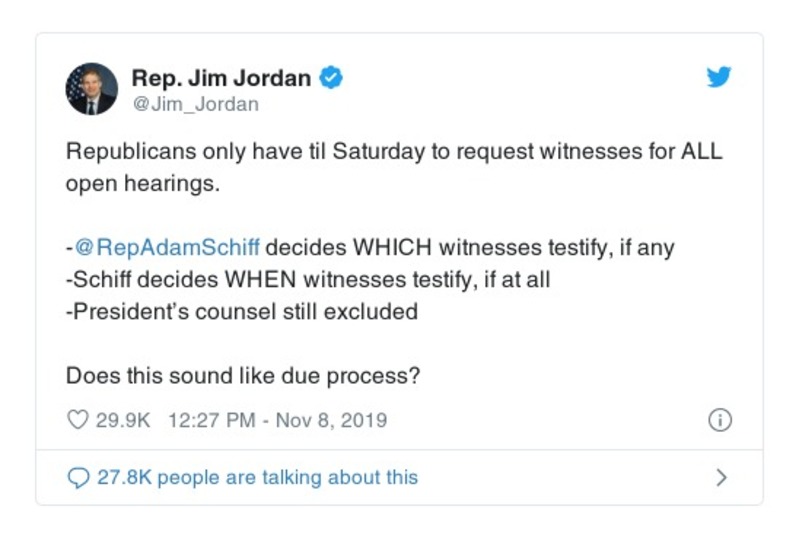 Rep. Jim Jordan
@Jim_Jordan
Republicans only have til Saturday to request witnesses for ALL
open hearings.
-@RepAdamSchiff decides WHICH witnesses testify, if any
-Schiff decides WHEN witnesses testify, if at all
-President’s counsel still excluded
Does this sound like due process?
29.9K 12:27 PM - Nov 8, 2019
27.8K people are talking about this